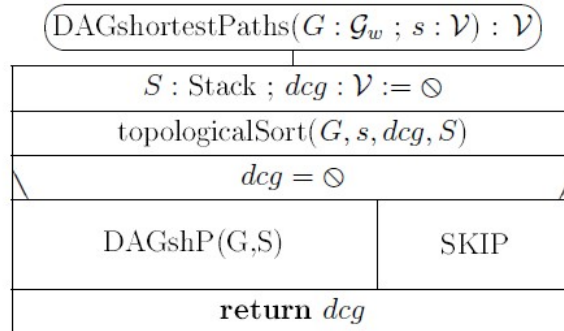 DAGshortestPaths(G : 𝒢_w ; s : 𝒱) : 𝒱
S : Stack ; dcg : 𝒱 := ⦸
topologicalSort(G, s, dcg, S)
dcg = ⦸
DAGshP(G,S) SKIP
return dcg